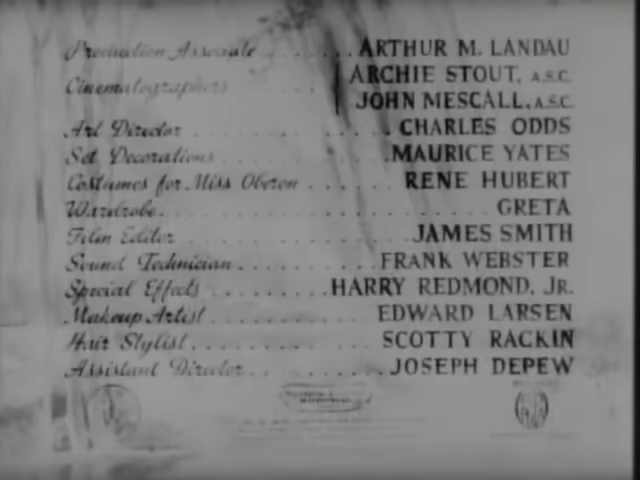 Production Associate . . . . . . . ARTHUR M. LANDAU
Cinematographers ARCHIE STOUT, A.S.C.
JOHN MESCALL, A.S.C.
Art Director . . . . . . . . . . . . CHARLES ODDS
Set Decorations . . . . . . . . . . MAURICE YATES
Costumes for Miss Oberon . . . . . . RENE HUBERT
Wardrobe. . . . . . . . . . . . . . . . . . GRETA
Film Editor . . . . . . . . . . . . JAMES SMITH
Sound Technician . . . . . . . . . FRANK WEBSTER
Special Effects . . . . . . . . HARRY REDMOND, JR.
Makeup Artist . . . . . . . . . . EDWARD LARSEN
Hair Stylist . . . . . . . . . . . SCOTTY RACKIN
Assistant Director . . . . . . . . . JOSEPH DEPEW